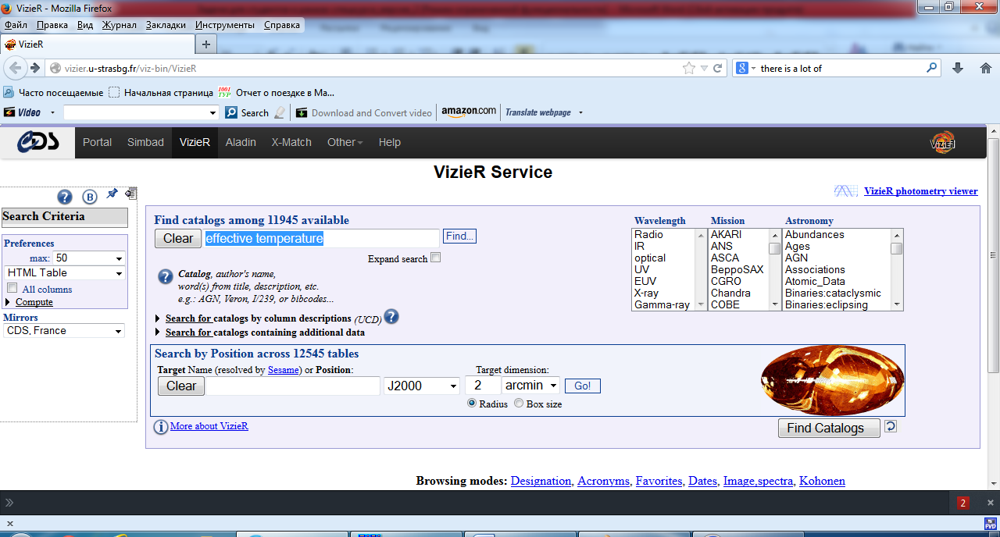 VizieR - Mozilla Firefox
Файл Правка Вид Журнал Закладки Инструменты Справка
VizieR
vizier.u-strasbg.fr/viz-bin/VizieR
there is a lot of
Часто посещаемые Начальная страница 1001 ТУР Отчет о поездке в Ма...
Video Search Download and Convert video amazon.com Translate webpage
CDS Portal Simbad VizieR Aladin X-Match Other Help VizieR
VizieR Service
VizieR photometry viewer
? B
Search Criteria
Preferences
max: 50
HTML Table
All columns
Compute
Mirrors
CDS, France
Find catalogs among 11945 available
Clear effective temperature Find...
Expand search
? Catalog, author's name,
word(s) from title, description, etc.
e.g.: AGN, Veron, I/239, or bibcodes...
Search for catalogs by column descriptions (UCD) ?
Search for catalogs containing additional data
Wavelength
Radio
IR
optical
UV
EUV
X-ray
Gamma-ray
Mission
AKARI
ANS
ASCA
BeppoSAX
CGRO
Chandra
COBE
Astronomy
Abundances
Ages
AGN
Associations
Atomic_Data
Binaries:cataclysmic
Binaries:eclipsing
Search by Position across 12545 tables
Target Name (resolved by Sesame) or Position: Target dimension:
Clear J2000 2 arcmin Go!
Radius Box size
More about VizieR
Find Catalogs
Browsing modes: Designation, Acronyms, Favorites, Dates, Image,spectra, Kohonen
2
FVD